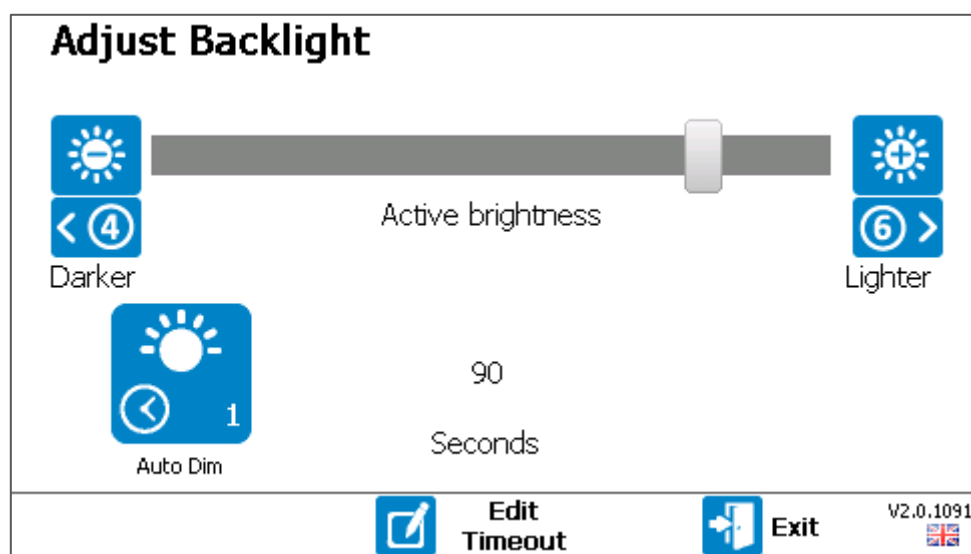 Adjust Backlight
< 4
Active brightness
6 >
Darker
Lighter
90
1
Seconds
Auto Dim
Edit
Timeout
Exit
V2.0.1091